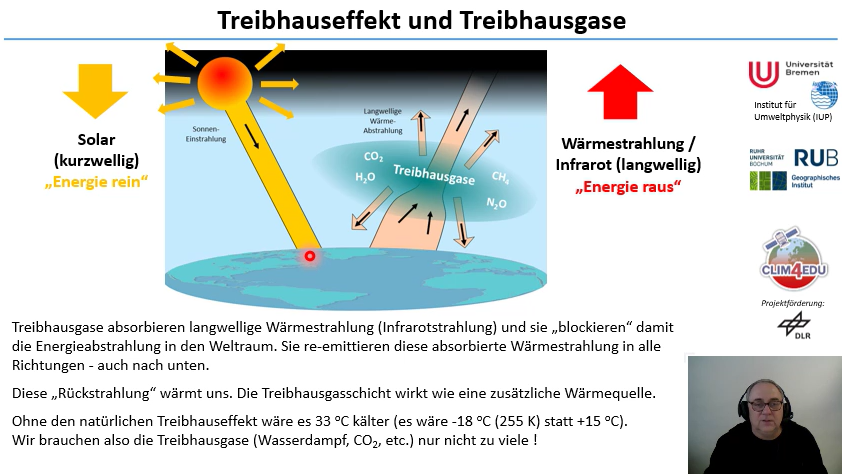 Treibhauseffekt und Treibhausgase
Solar
(kurzwellig)
„Energie rein“
Sonnen-
Einstrahlung
Langwellige
Wärme-
Abstrahlung
CO2
H2O
Treibhausgase
CH4
N2O
Wärmestrahlung /
Infrarot (langwellig)
„Energie raus“
Universität
Bremen
Institut für
Umweltphysik (IUP)
RUHR
UNIVERSITÄT
BOCHUM
RUB
Geographisches
Institut
CLIM4EDU
Projektförderung:
DLR
Treibhausgase absorbieren langwellige Wärmestrahlung (Infrarotstrahlung) und sie „blockieren“ damit
die Energieabstrahlung in den Weltraum. Sie re-emittieren diese absorbierte Wärmestrahlung in alle
Richtungen - auch nach unten.
Diese „Rückstrahlung“ wärmt uns. Die Treibhausgasschicht wirkt wie eine zusätzliche Wärmequelle.
Ohne den natürlichen Treibhauseffekt wäre es 33 °C kälter (es wäre -18 °C (255 K) statt +15 °C).
Wir brauchen also die Treibhausgase (Wasserdampf, CO2, etc.) nur nicht zu viele !